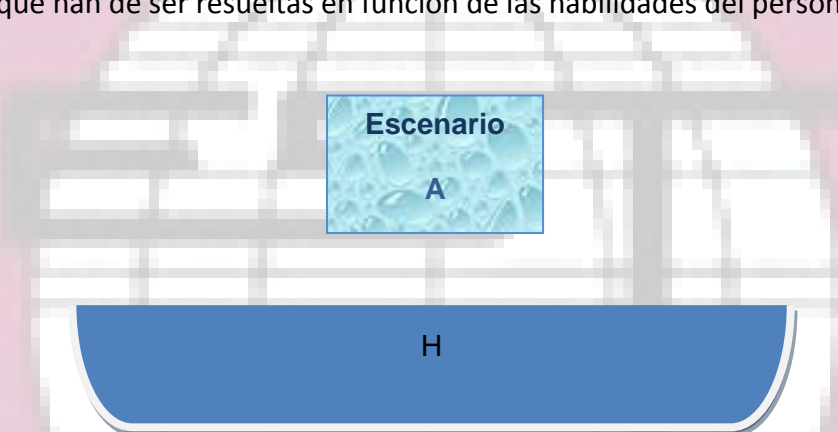 que han de ser resueltas en función de las habilidades del person
Escenario
A
H